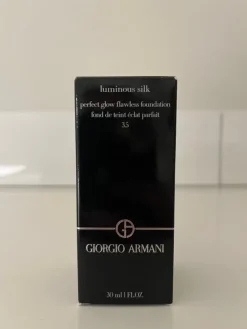 luminous silk
perfect glow flawless foundation
fond de teint éclat parfait
3.5
GIORGIO ARMANI
30 ml 1 FL.OZ.